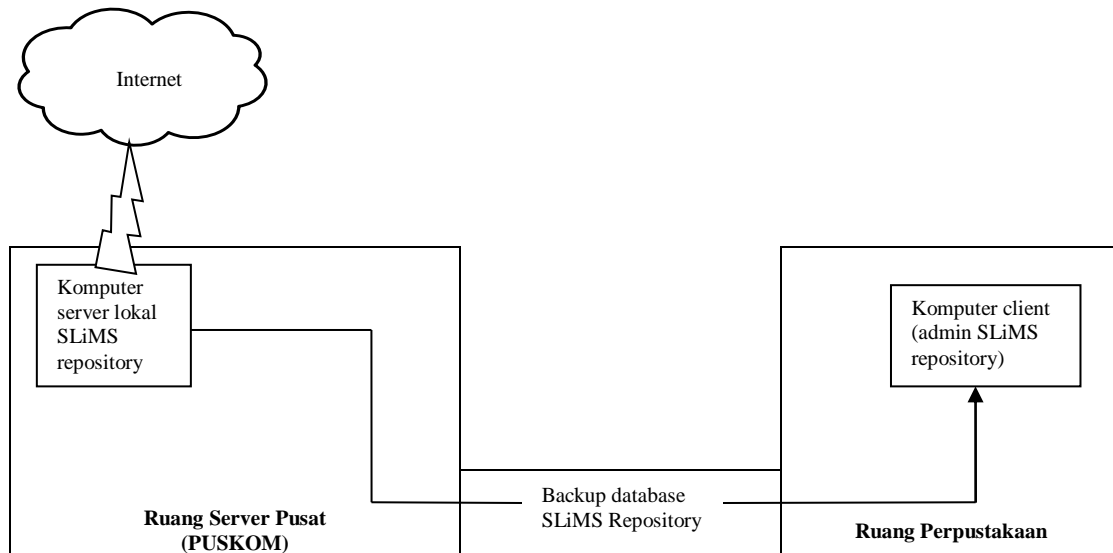 Internet
Komputer
server lokal
SLiMS
repository
Komputer client
(admin SLiMS
repository)
Backup database
SLiMS Repository
Ruang Server Pusat
(PUSKOM)
Ruang Perpustakaan